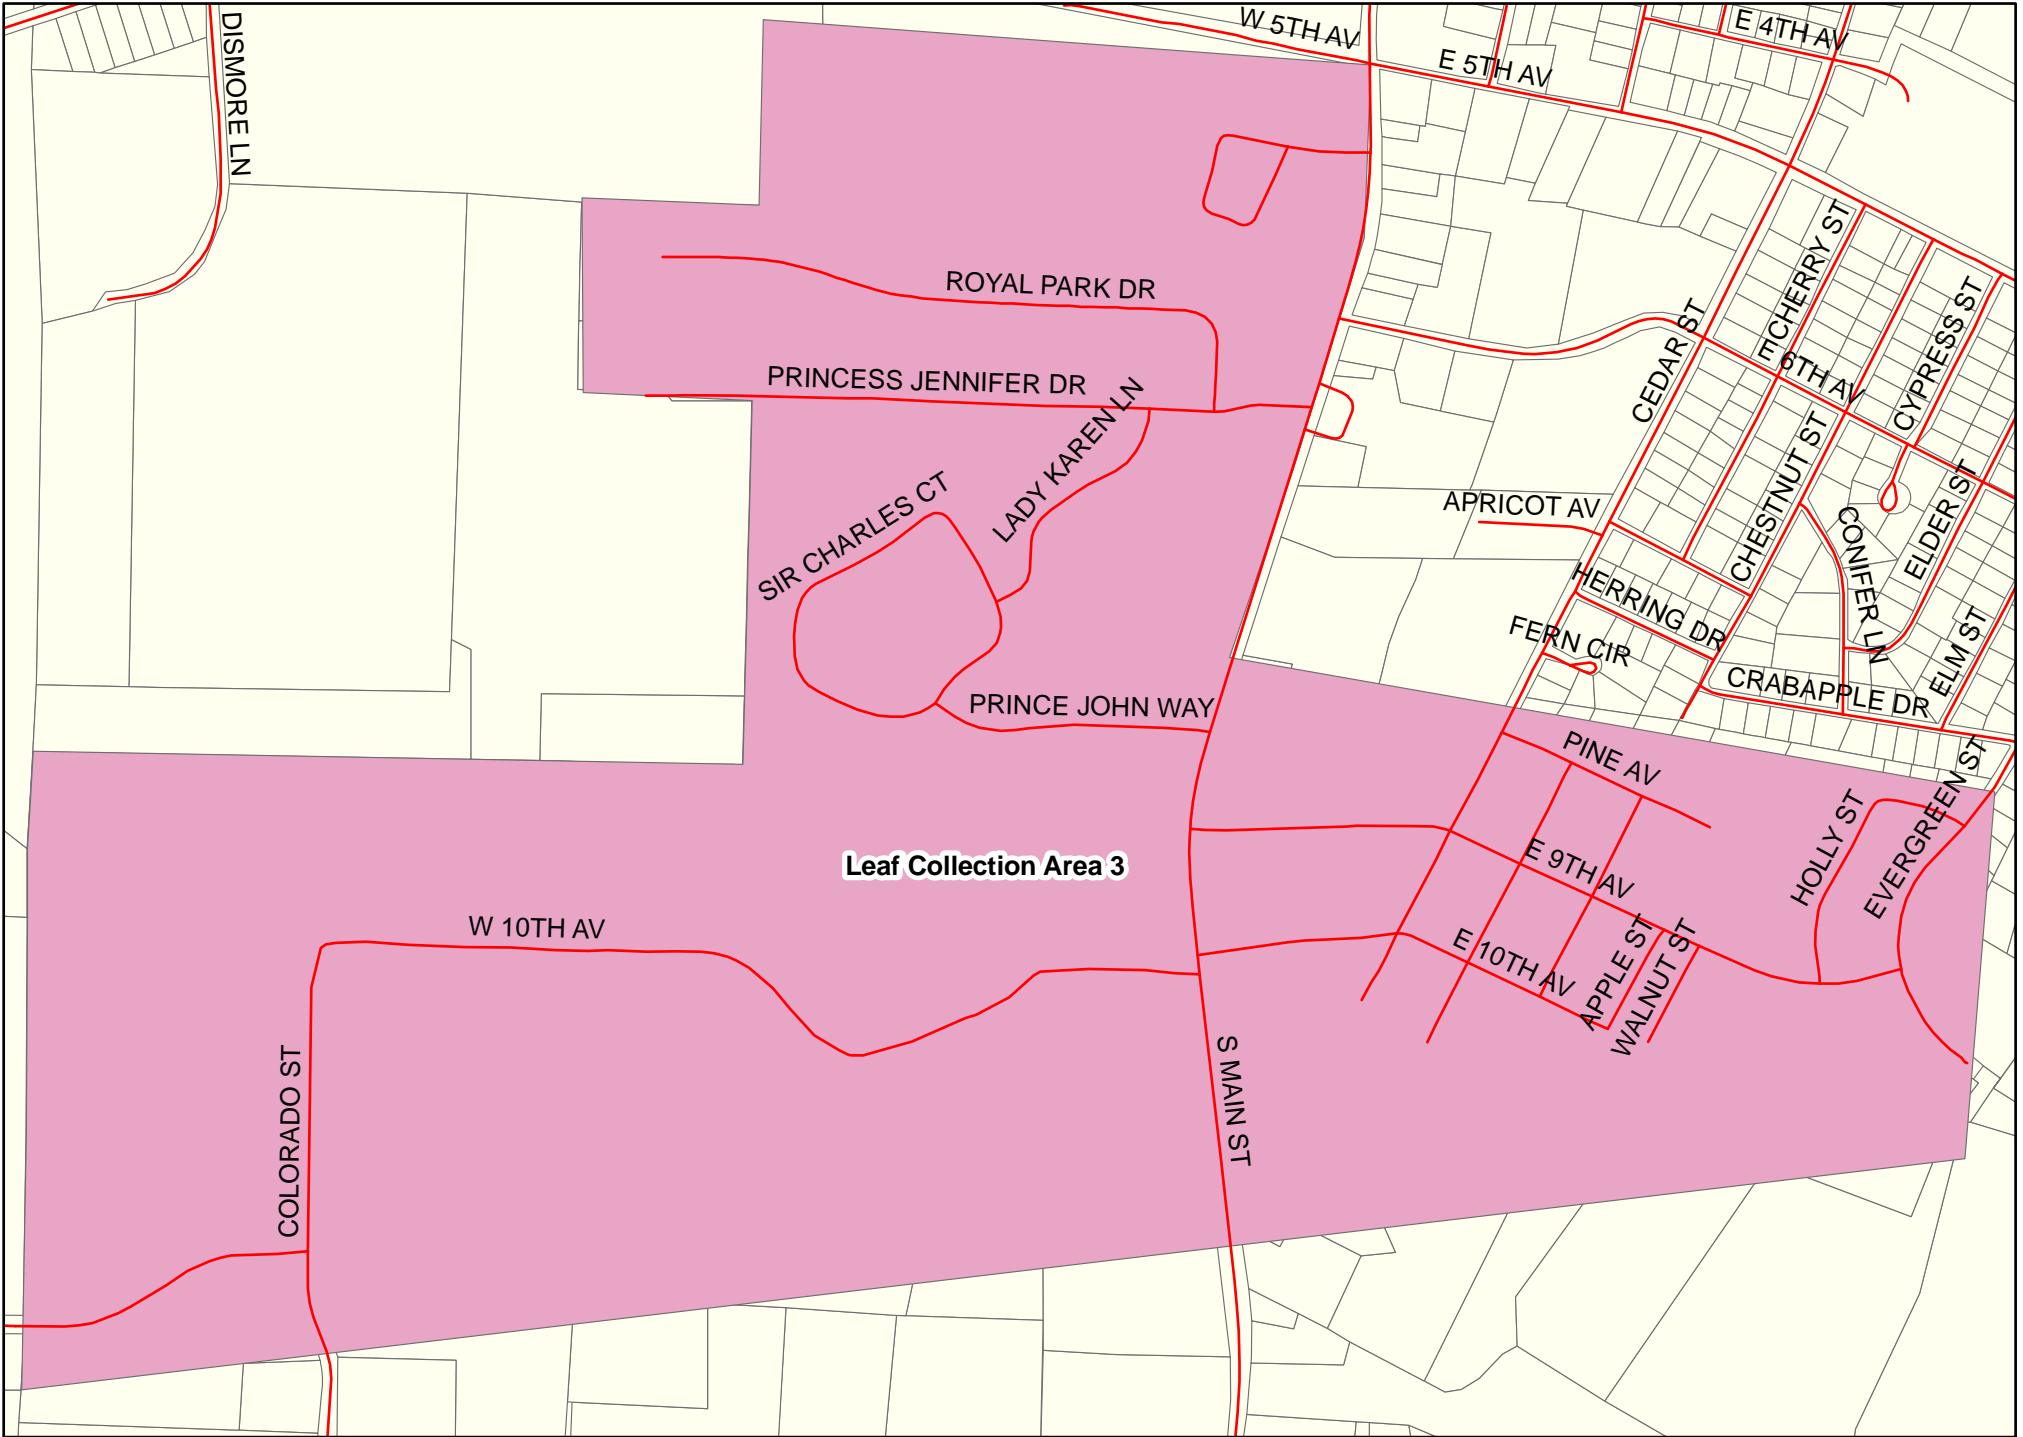 DISMORE LN
W 5TH AV
E 5TH AV
E 4TH AV
ROYAL PARK DR
PRINCESS JENNIFER DR
LADY KAREN LN
SIR CHARLES CT
PRINCE JOHN WAY
CEDAR ST
CHERRY ST
E 6TH AV
CYPRESS ST
CHESTNUT ST
APRICOT AV
CONIFER LN
ELDER ST
HERRING DR
FERN CIR
ELM ST
CRABAPPLE DR
PINE AV
HOLLY ST
EVERGREEN ST
E 9TH AV
Leaf Collection Area 3
W 10TH AV
E 10TH AV
APPLE ST
WALNUT ST
COLORADO ST
S MAIN ST